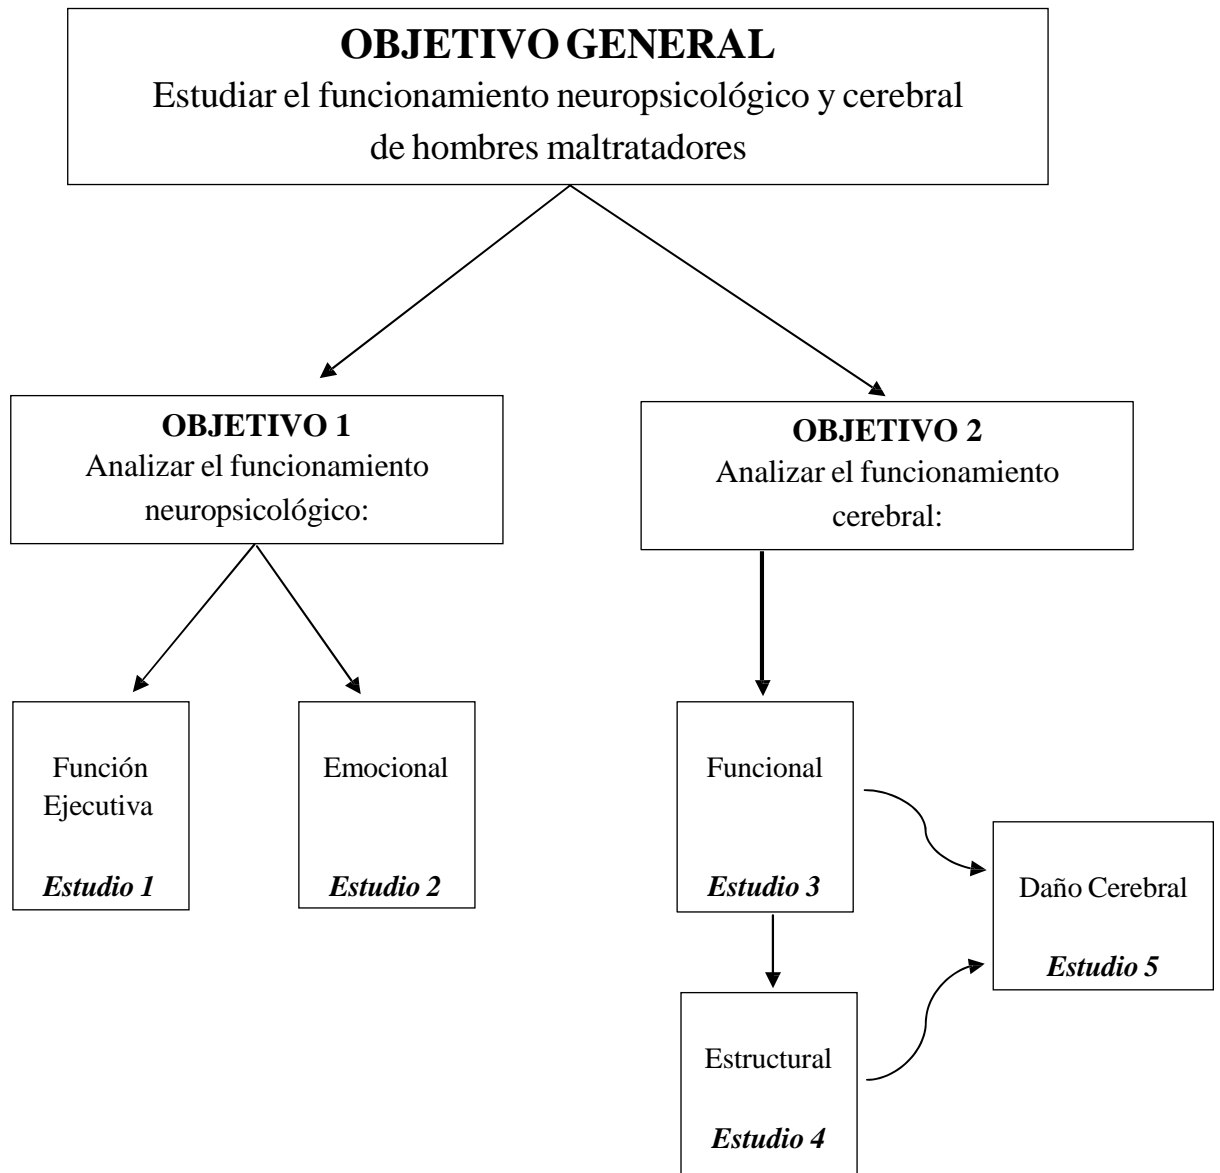 OBJETIVO GENERAL
Estudiar el funcionamiento neuropsicológico y cerebral
de hombres maltratadores
OBJETIVO 1
Analizar el funcionamiento
neuropsicológico:
OBJETIVO 2
Analizar el funcionamiento
cerebral:
Función
Ejecutiva
Estudio 1
Emocional
Estudio 2
Funcional
Estudio 3
Daño Cerebral
Estudio 5
Estructural
Estudio 4